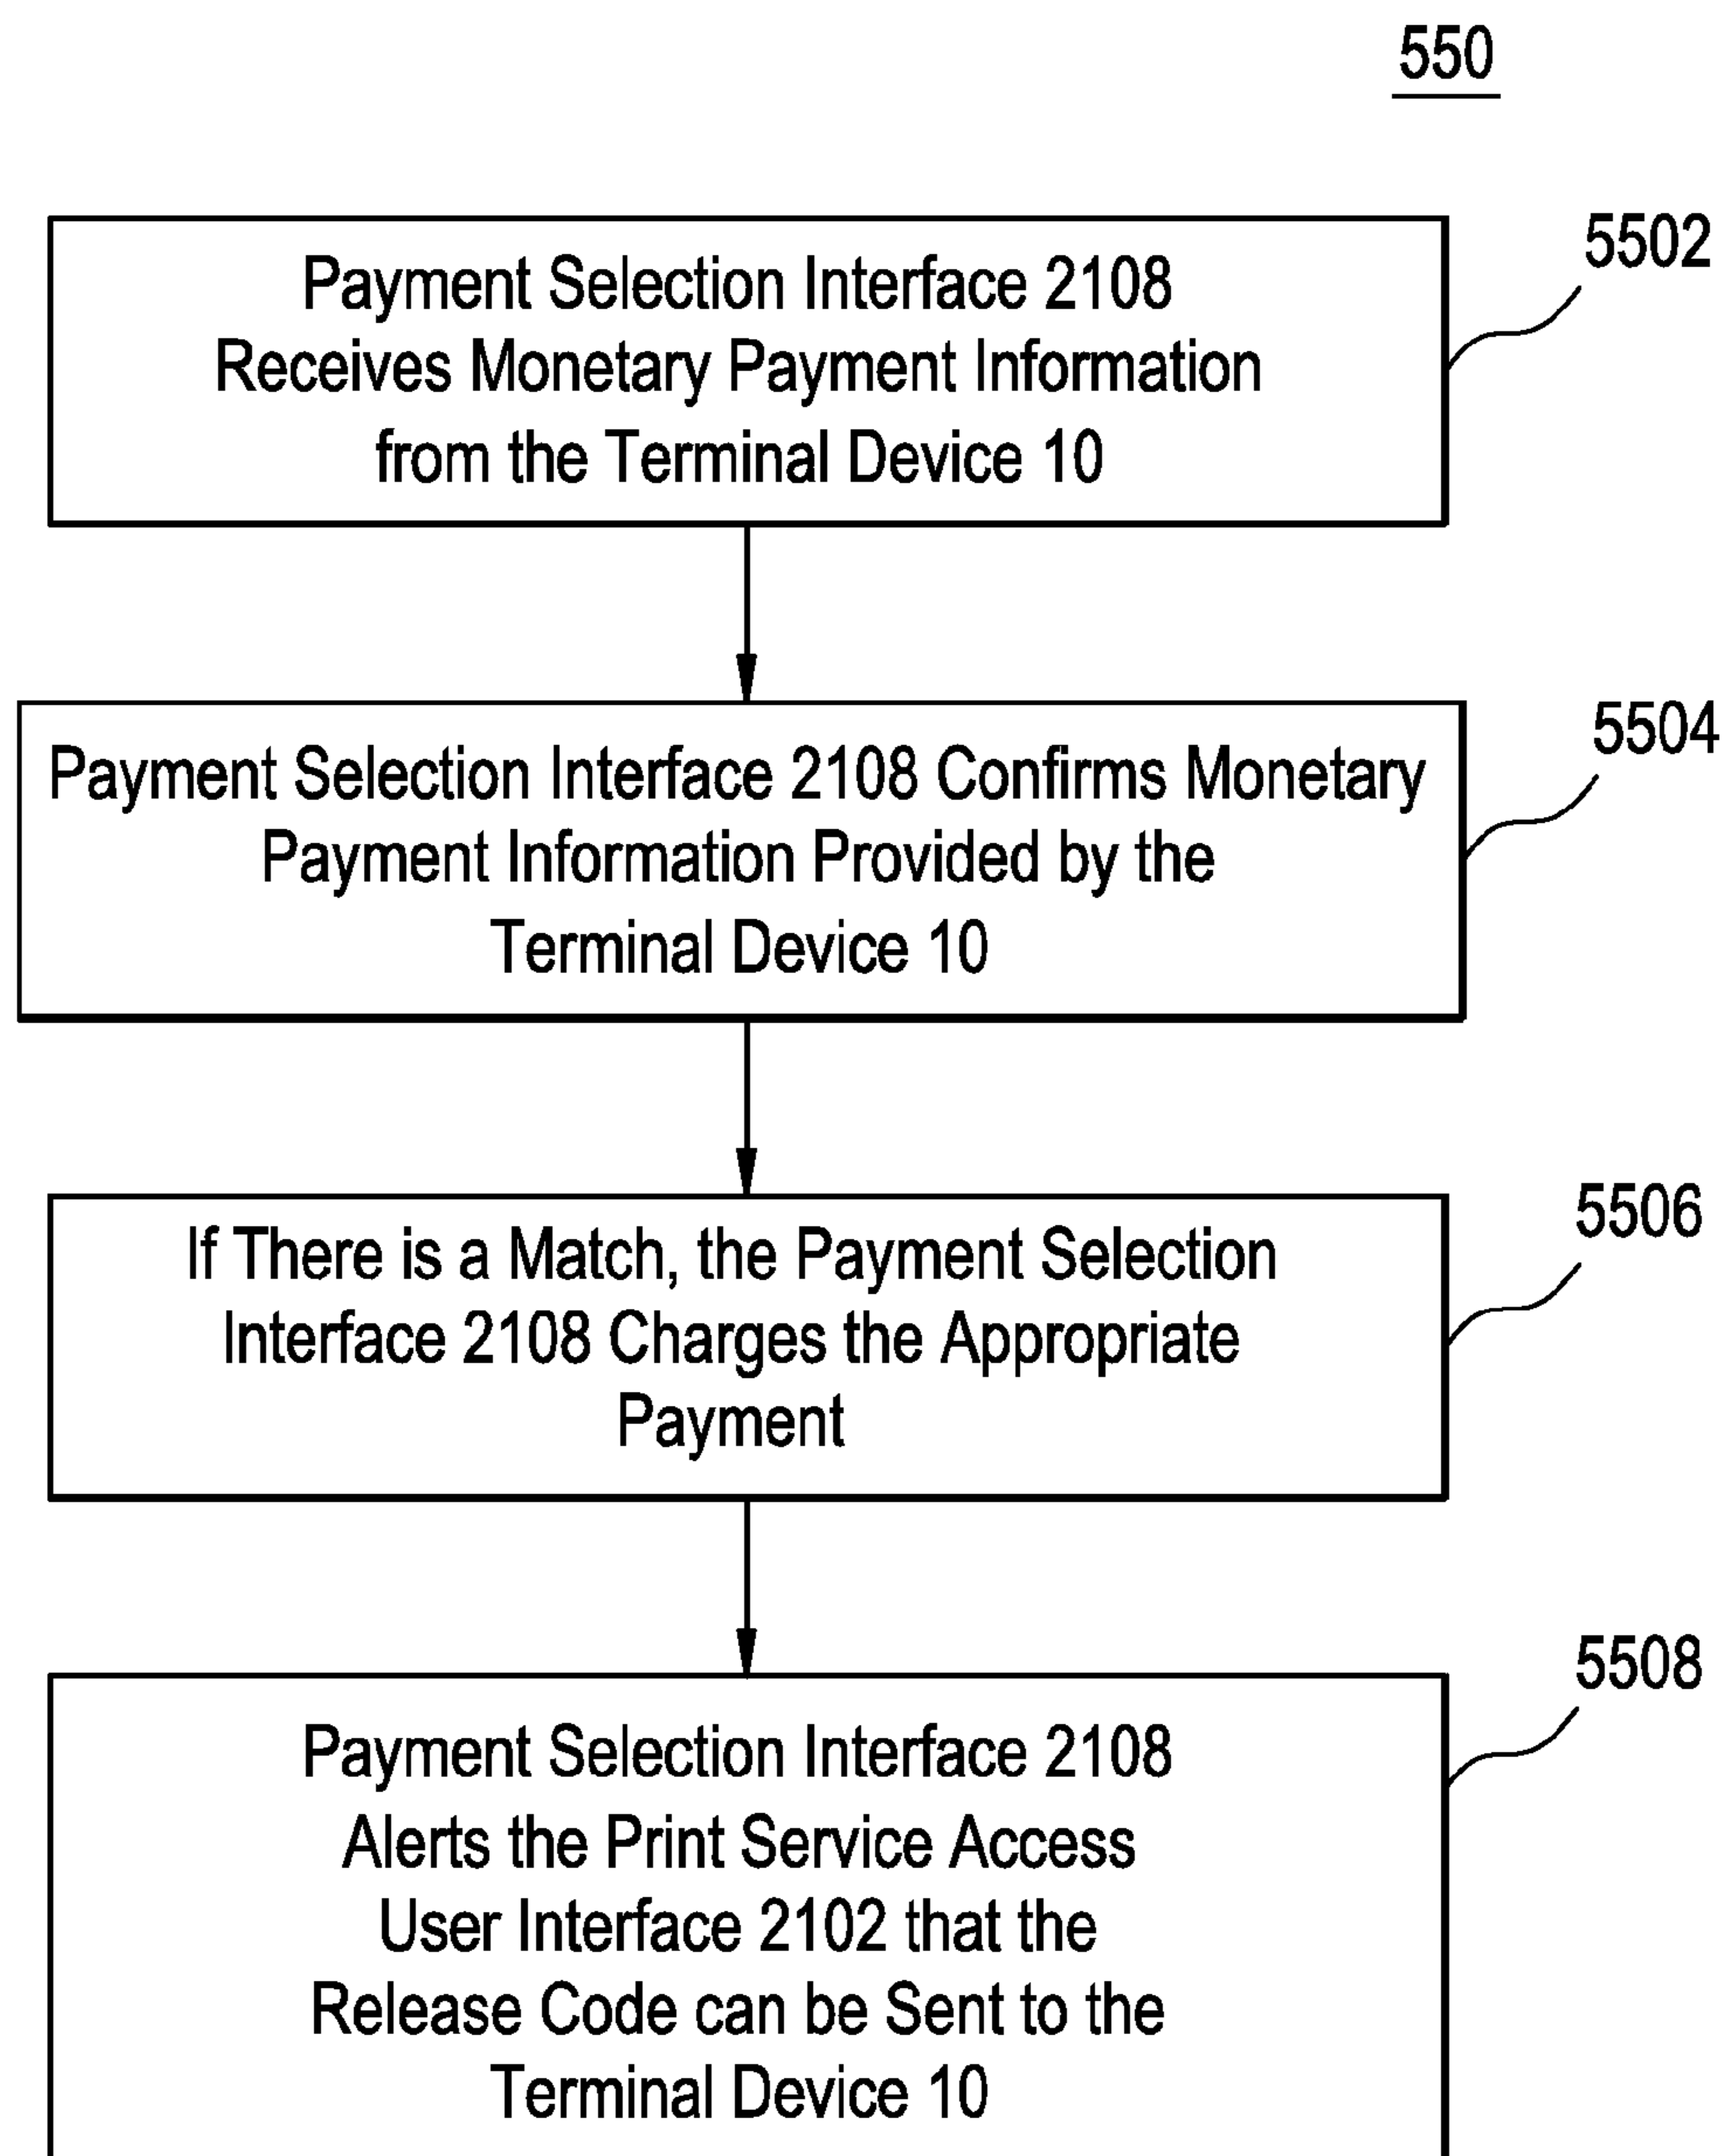 550
5502
Payment Selection Interface 2108
Receives Monetary Payment Information
from the Terminal Device 10
5504
Payment Selection Interface 2108 Confirms Monetary
Payment Information Provided by the
Terminal Device 10
5506
If There is a Match, the Payment Selection
Interface 2108 Charges the Appropriate
Payment
5508
Payment Selection Interface 2108
Alerts the Print Service Access
User Interface 2102 that the
Release Code can be Sent to the
Terminal Device 10